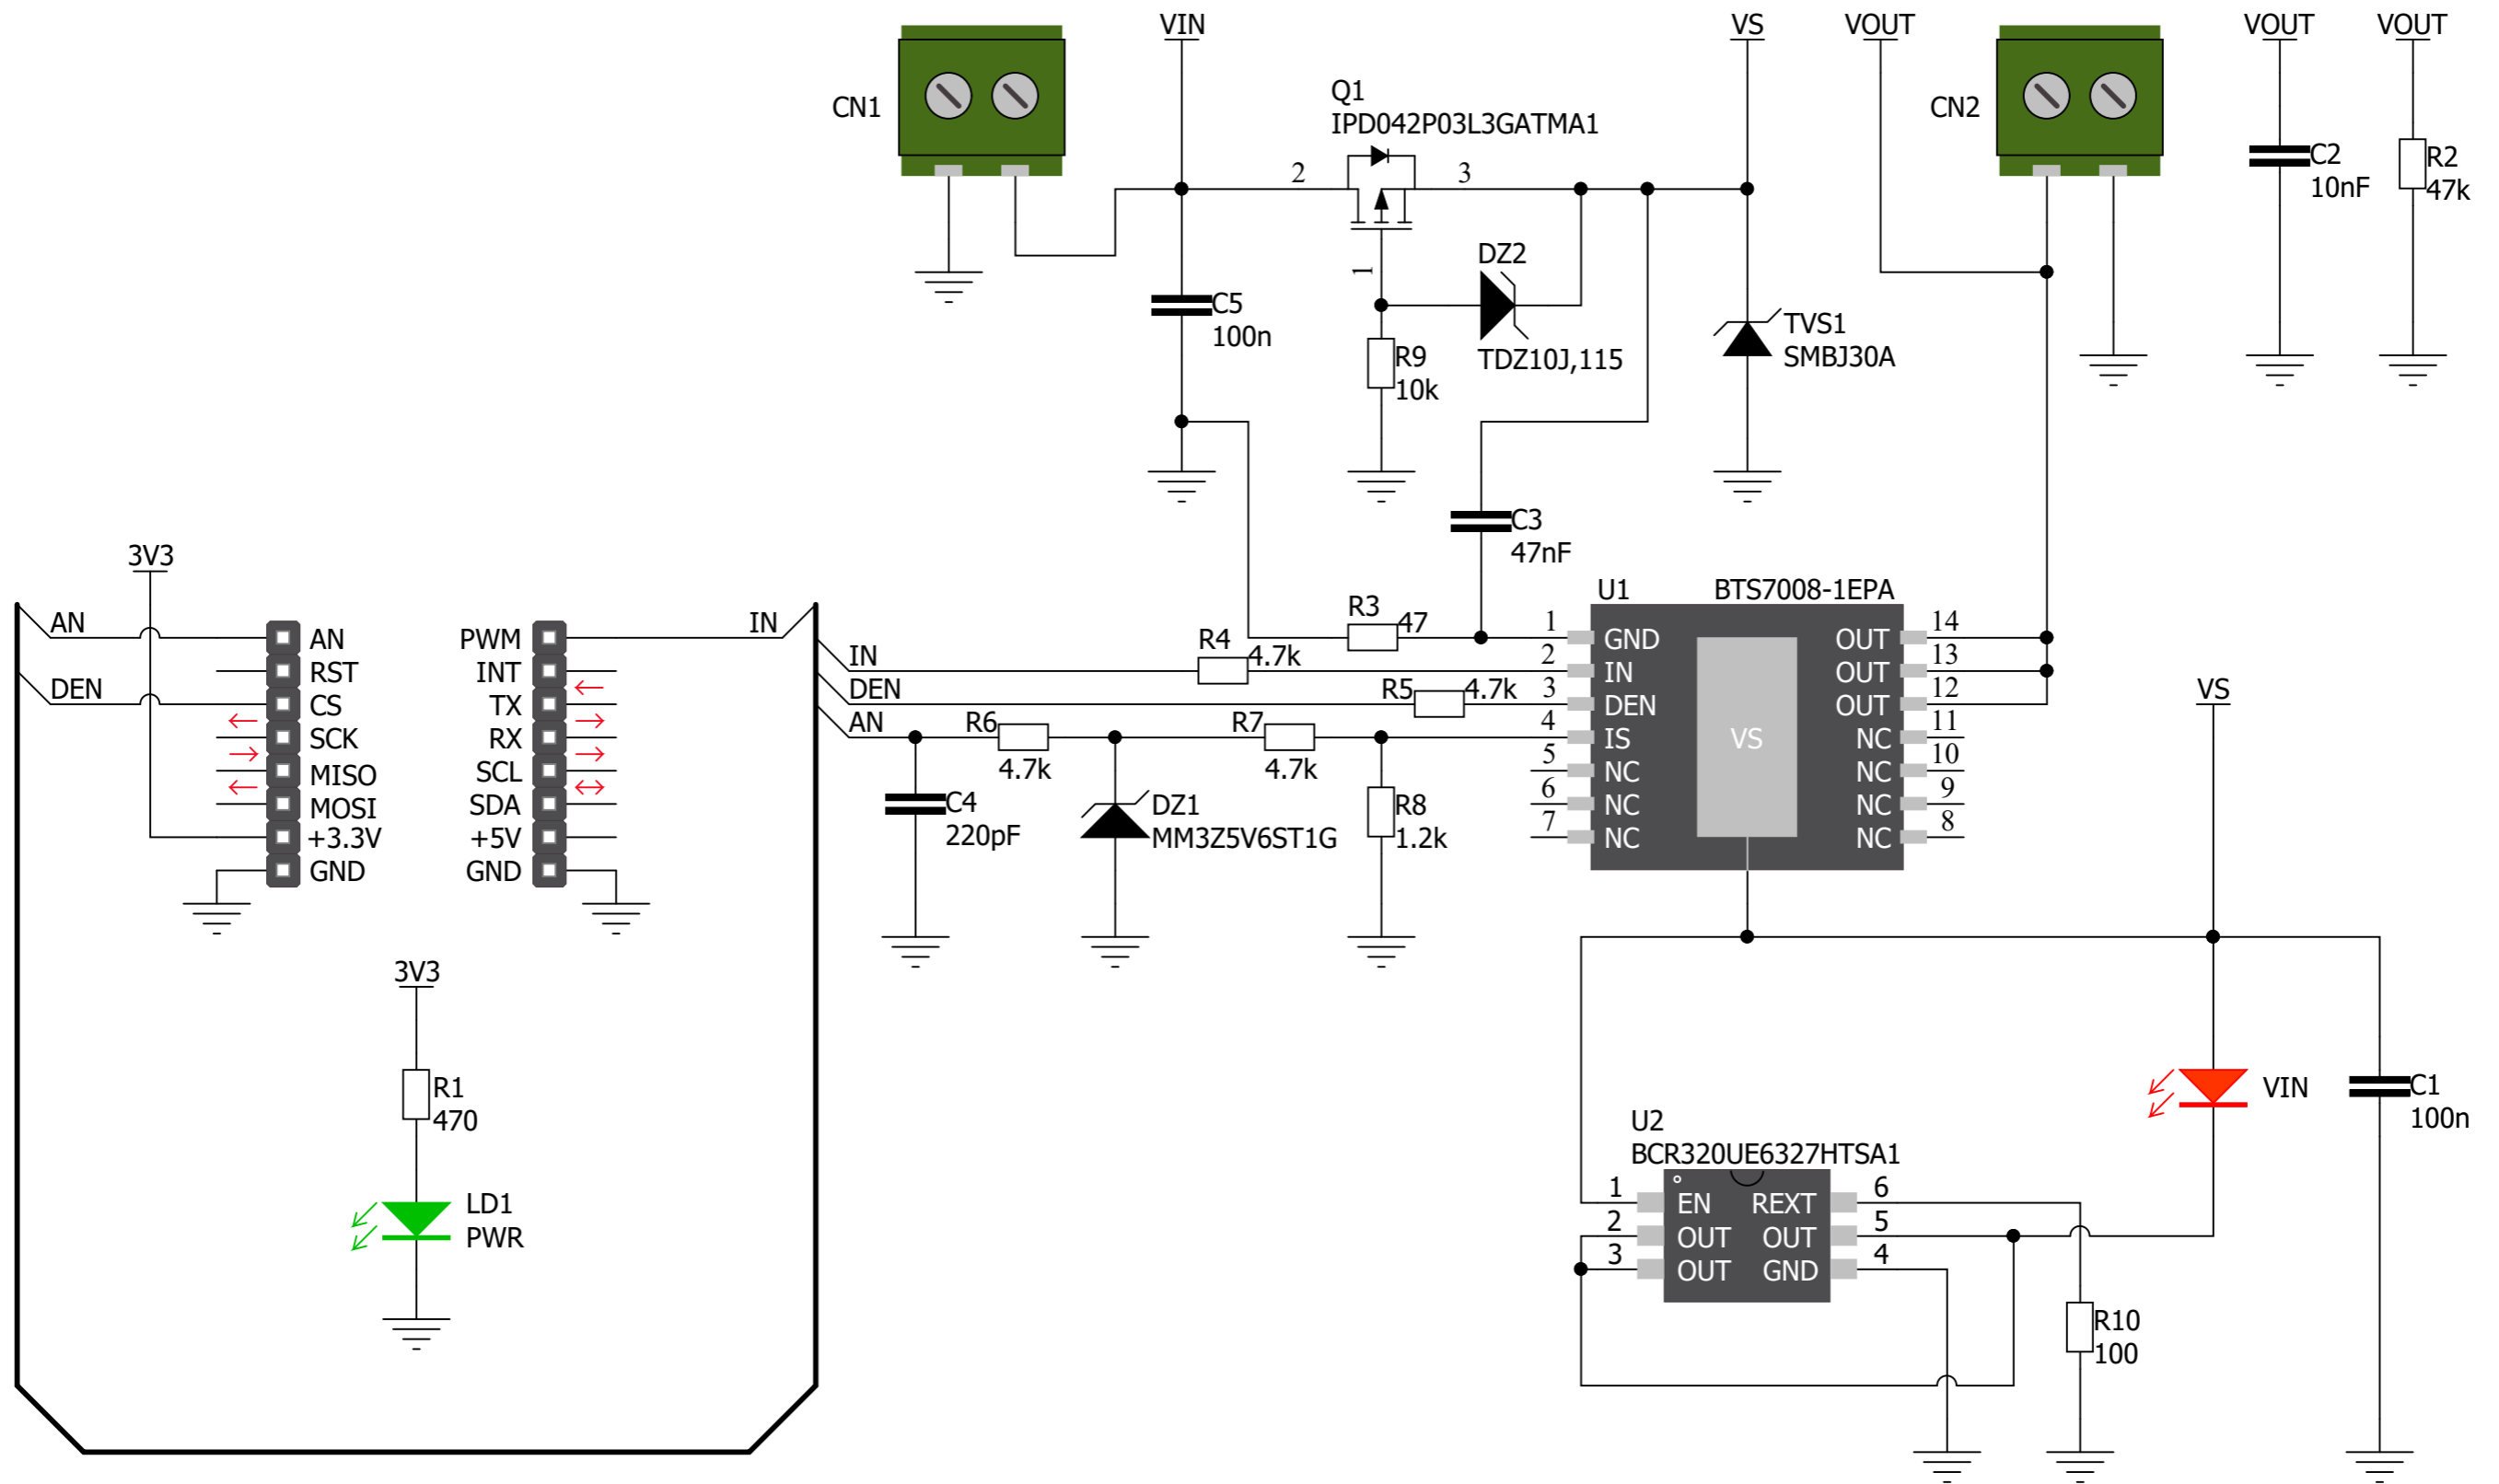 VIN
VS
VOUT
VOUT
VOUT
CN1
Q1
IPD042P03L3GATMA1
2
3
1
CN2
C2
10nF
R2
47k
C5
100n
DZ2
TDZ10J,115
R9
10k
TVS1
SMBJ30A
C3
47nF
3V3
AN
DEN
AN
RST
CS
SCK
MISO
MOSI
+3.3V
GND
PWM
INT
TX
RX
SCL
SDA
+5V
GND
IN
IN
DEN
AN
R3
47
R4
4.7k
R5
4.7k
R6
4.7k
R7
4.7k
C4
220pF
DZ1
MM3Z5V6ST1G
R8
1.2k
U1
BTS7008-1EPA
1
2
3
4
5
6
7
GND
IN
DEN
IS
NC
NC
NC
VS
OUT
OUT
OUT
NC
NC
NC
NC
14
13
12
11
10
9
8
VS
3V3
R1
470
LD1
PWR
VIN
C1
100n
U2
BCR320UE6327HTSA1
1
2
3
EN
OUT
OUT
REXT
OUT
GND
6
5
4
R10
100